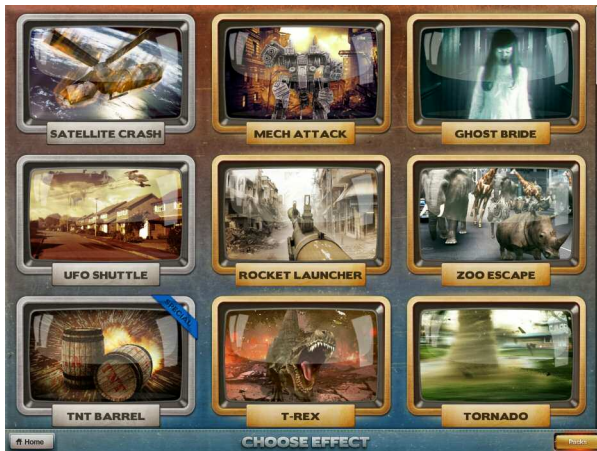 SATELLITE CRASH
MECH ATTACK
GHOST BRIDE
UFO SHUTTLE
ROCKET LAUNCHER
ZOO ESCAPE
SPECIAL
TNT BARREL
T-REX
TORNADO
Home
CHOOSE EFFECT
Packs